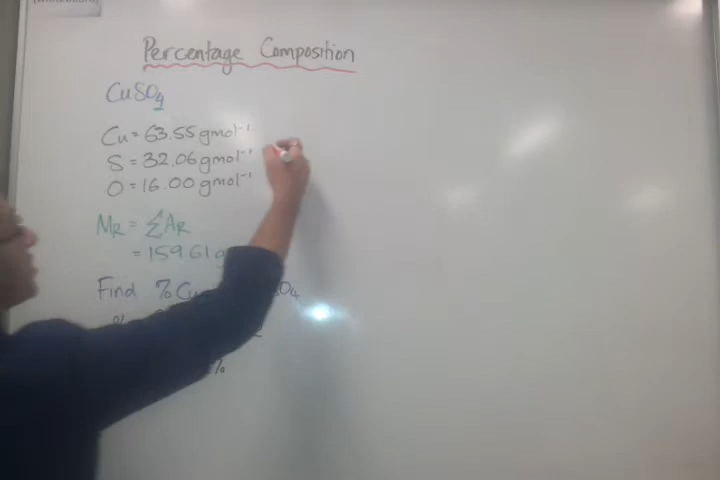 Percentage Composition
CuSO₄
Cu = 63.55 gmol⁻¹
S = 32.06 gmol⁻¹
O = 16.00 gmol⁻¹
MR = ΣAR
= 159.61 g
Find % Cu
%
%